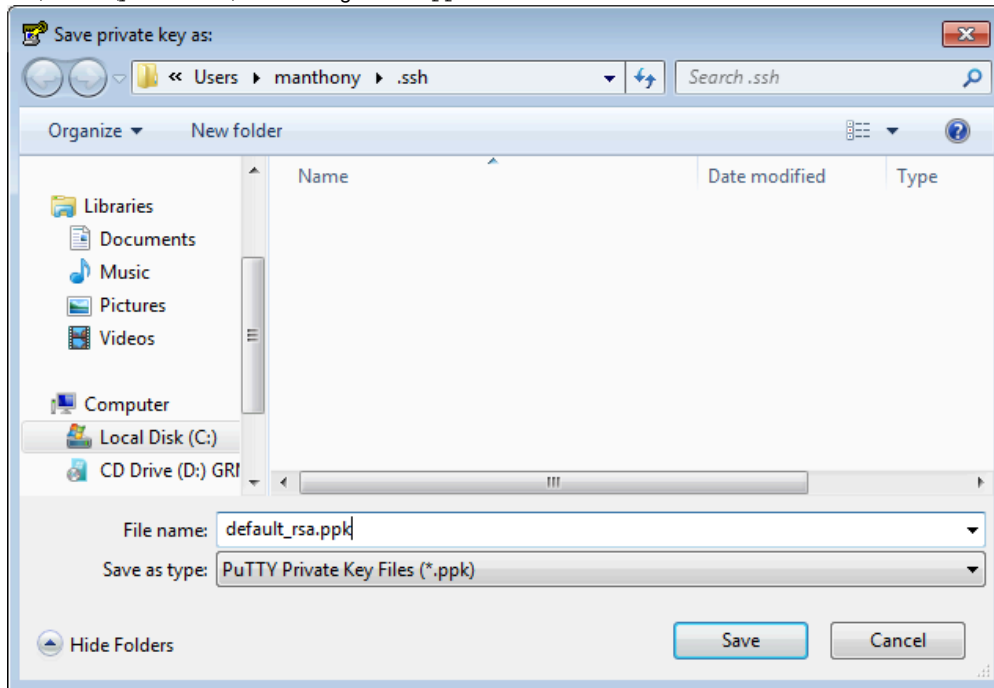 Save private key as:
« Users ▸ manthony ▸ .ssh
Search .ssh
Organize
New folder
Name
Date modified
Type
Libraries
Documents
Music
Pictures
Videos
Computer
Local Disk (C:)
CD Drive (D:)
File name: default_rsa.ppk
Save as type: PuTTY Private Key Files (*.ppk)
Hide Folders
Save
Cancel